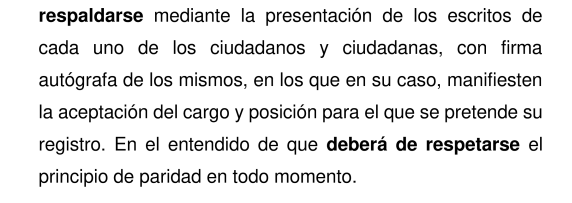 respaldarse mediante la presentación de los escritos de
cada uno de los ciudadanos y ciudadanas, con firma
autógrafa de los mismos, en los que en su caso, manifiesten
la aceptación del cargo y posición para el que se pretende su
registro. En el entendido de que deberá de respetarse el
principio de paridad en todo momento.